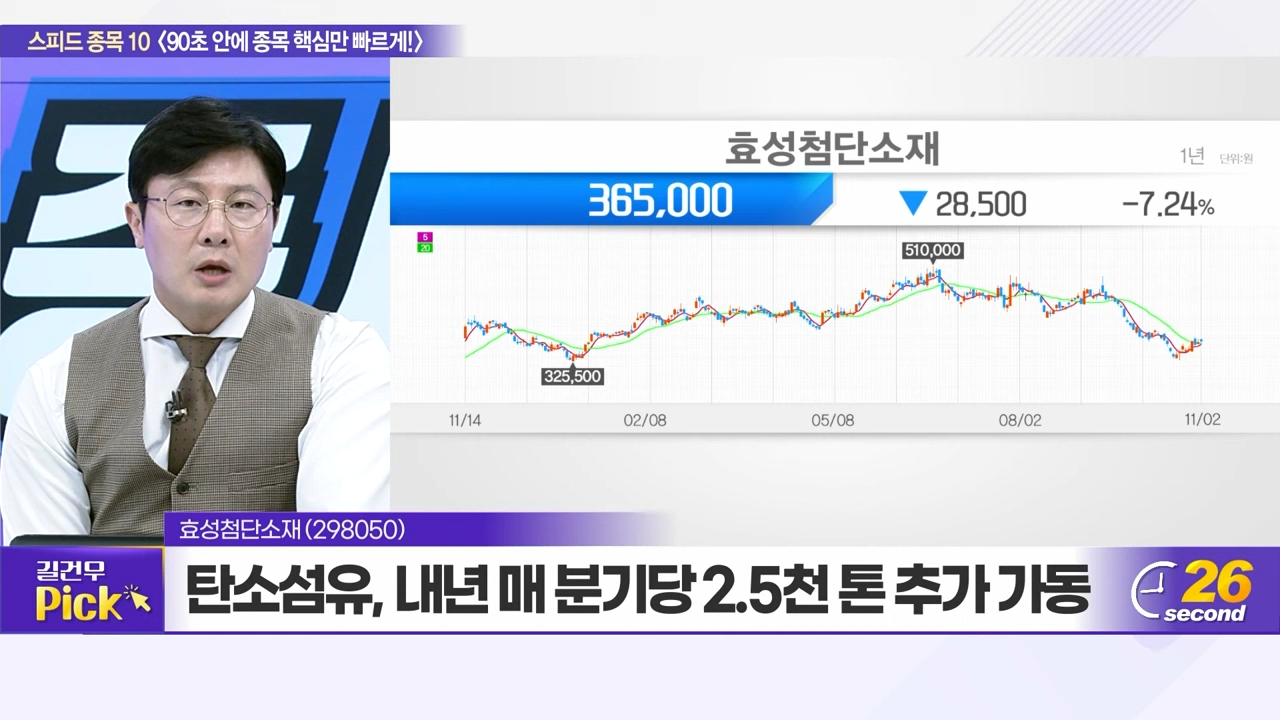 스피드 종목 10 〈90초 안에 종목 핵심만 빠르게!〉
효성첨단소재
1년 단위:원
365,000 ▼ 28,500 -7.24%
5
20
510,000
325,500
11/14 02/08 05/08 08/02 11/02
효성첨단소재(298050)
길건무
Pick
탄소섬유, 내년 매 분기당 2.5천 톤 추가 가동
26
second